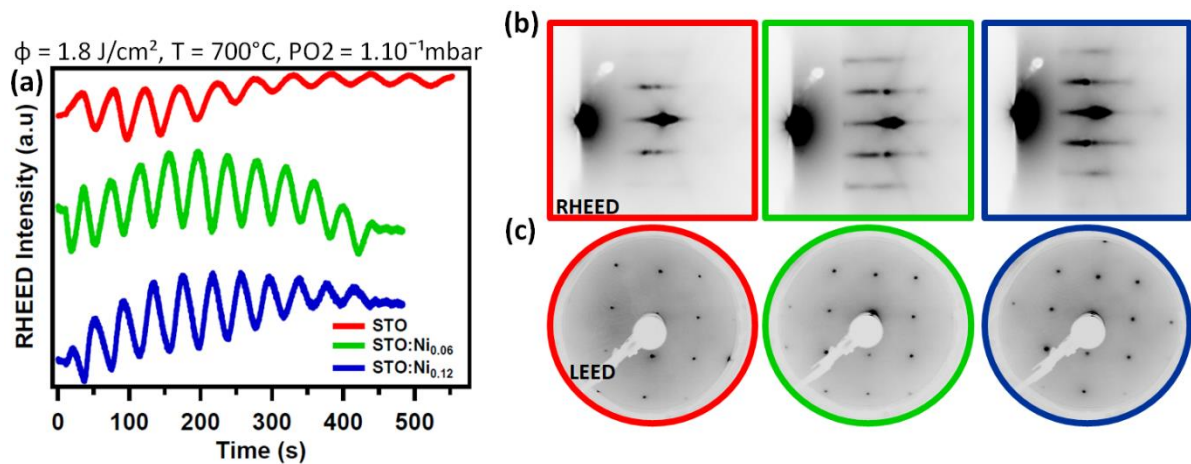 ϕ = 1.8 J/cm², T = 700°C, PO2 = 1.10⁻¹mbar
(a)
RHEED Intensity (a.u)
STO
STO:Ni₀.₀₆
STO:Ni₀.₁₂
0 100 200 300 400 500
Time (s)
(b)
RHEED
(c)
LEED